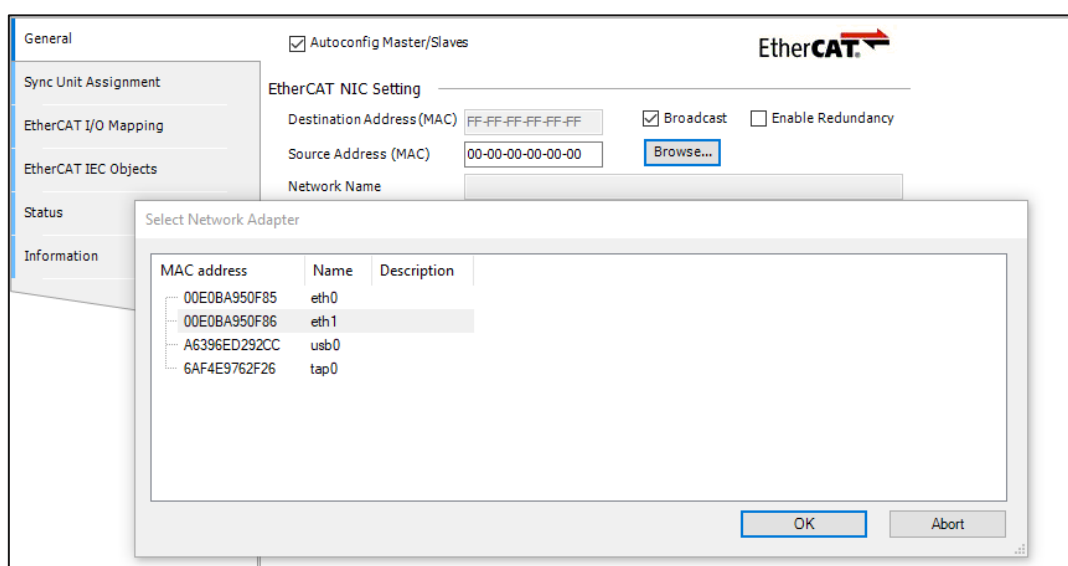 General
Autoconfig Master/Slaves
EtherCAT
Sync Unit Assignment
EtherCAT NIC Setting
EtherCAT I/O Mapping
Destination Address (MAC) FF-FF-FF-FF-FF-FF Broadcast Enable Redundancy
EtherCAT IEC Objects
Source Address (MAC) 00-00-00-00-00-00 Browse...
Network Name
Status
Select Network Adapter
Information
MAC address Name Description
00E0BA950F85 eth0
00E0BA950F86 eth1
A6396ED292CC usb0
6AF4E9762F26 tap0
OK Abort